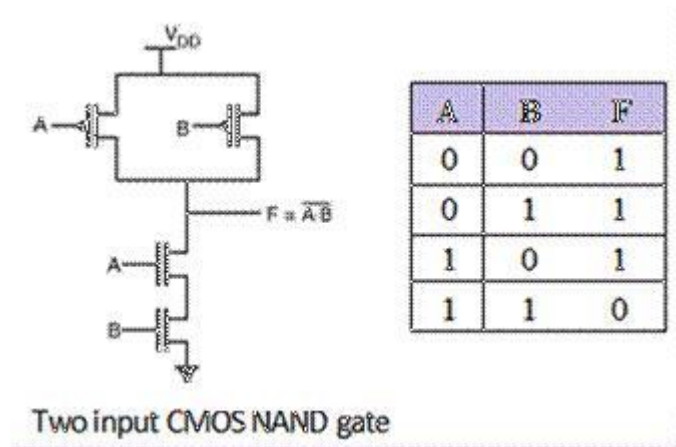 VDD
A
B
F = A B
A
B
A B F
0 0 1
0 1 1
1 0 1
1 1 0
Two input CMOS NAND gate